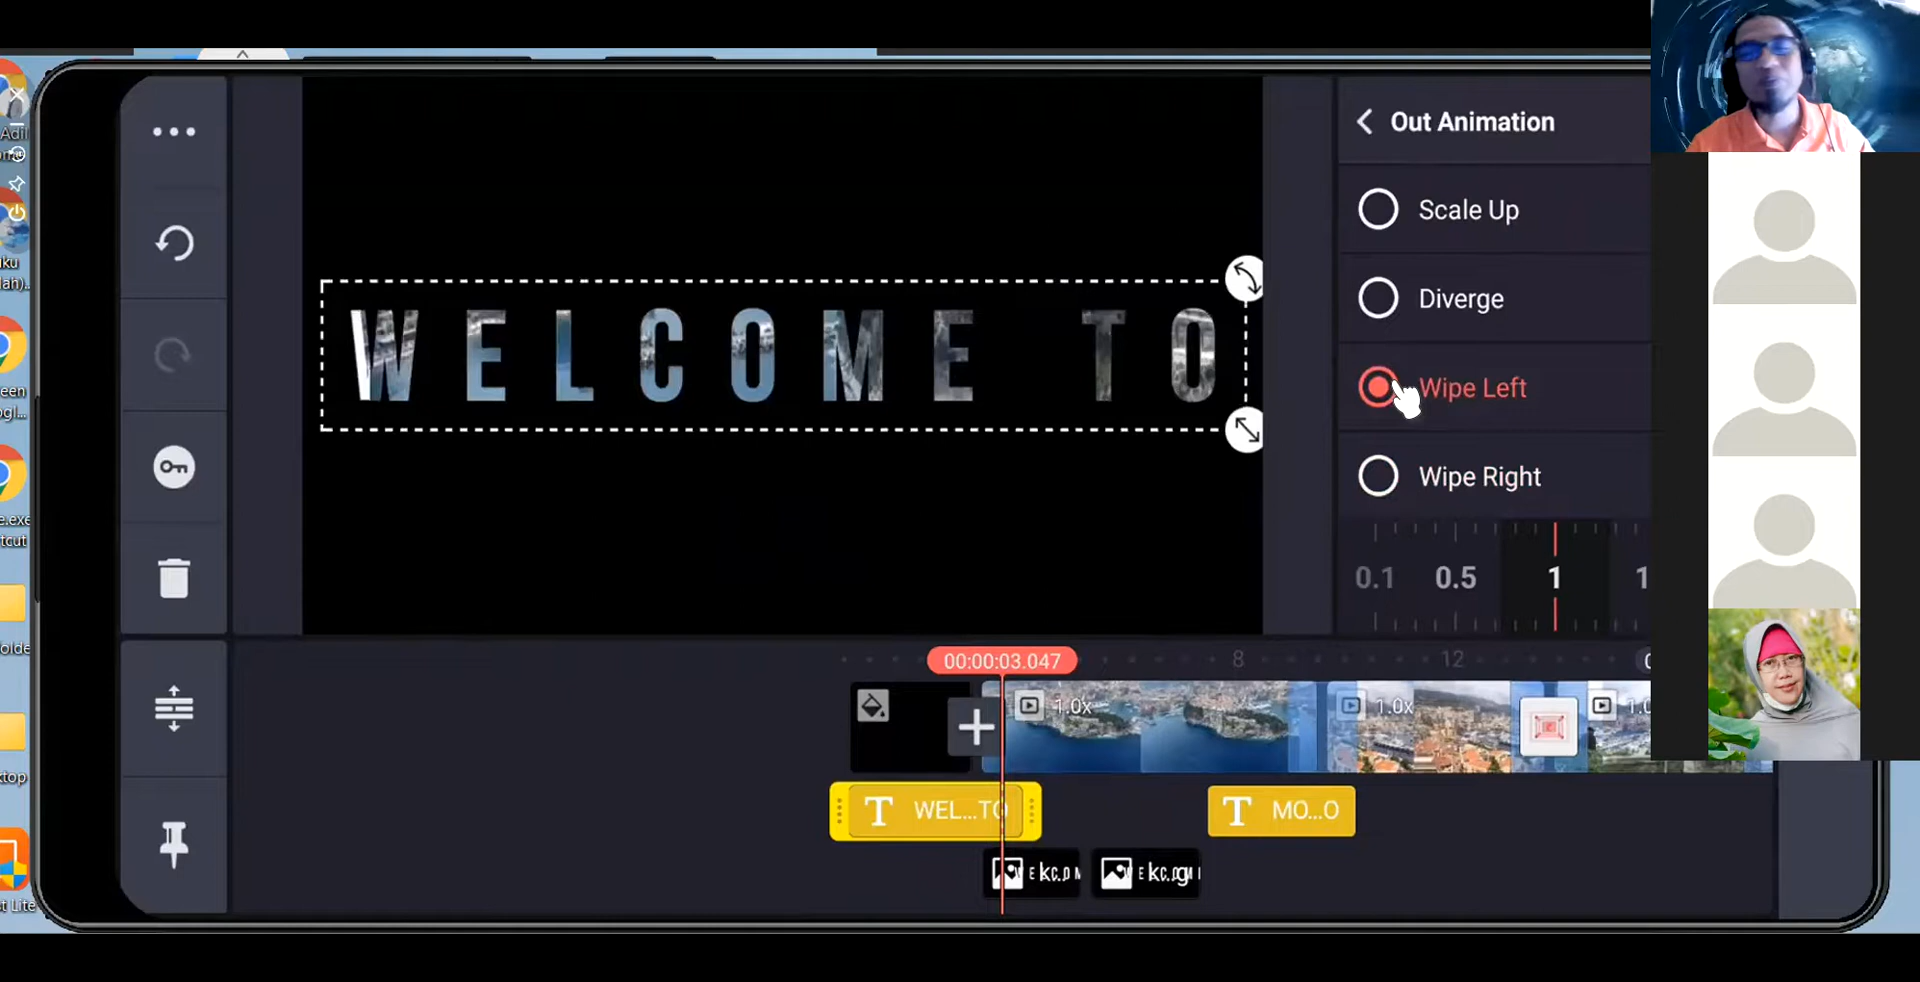 Out Animation
Scale Up
Diverge
WELCOME TO
Wipe Left
Wipe Right
0.1 0.5 1 1
00:00:03.047 8 12
1.0x 1.0x
WEL...TO MO...O